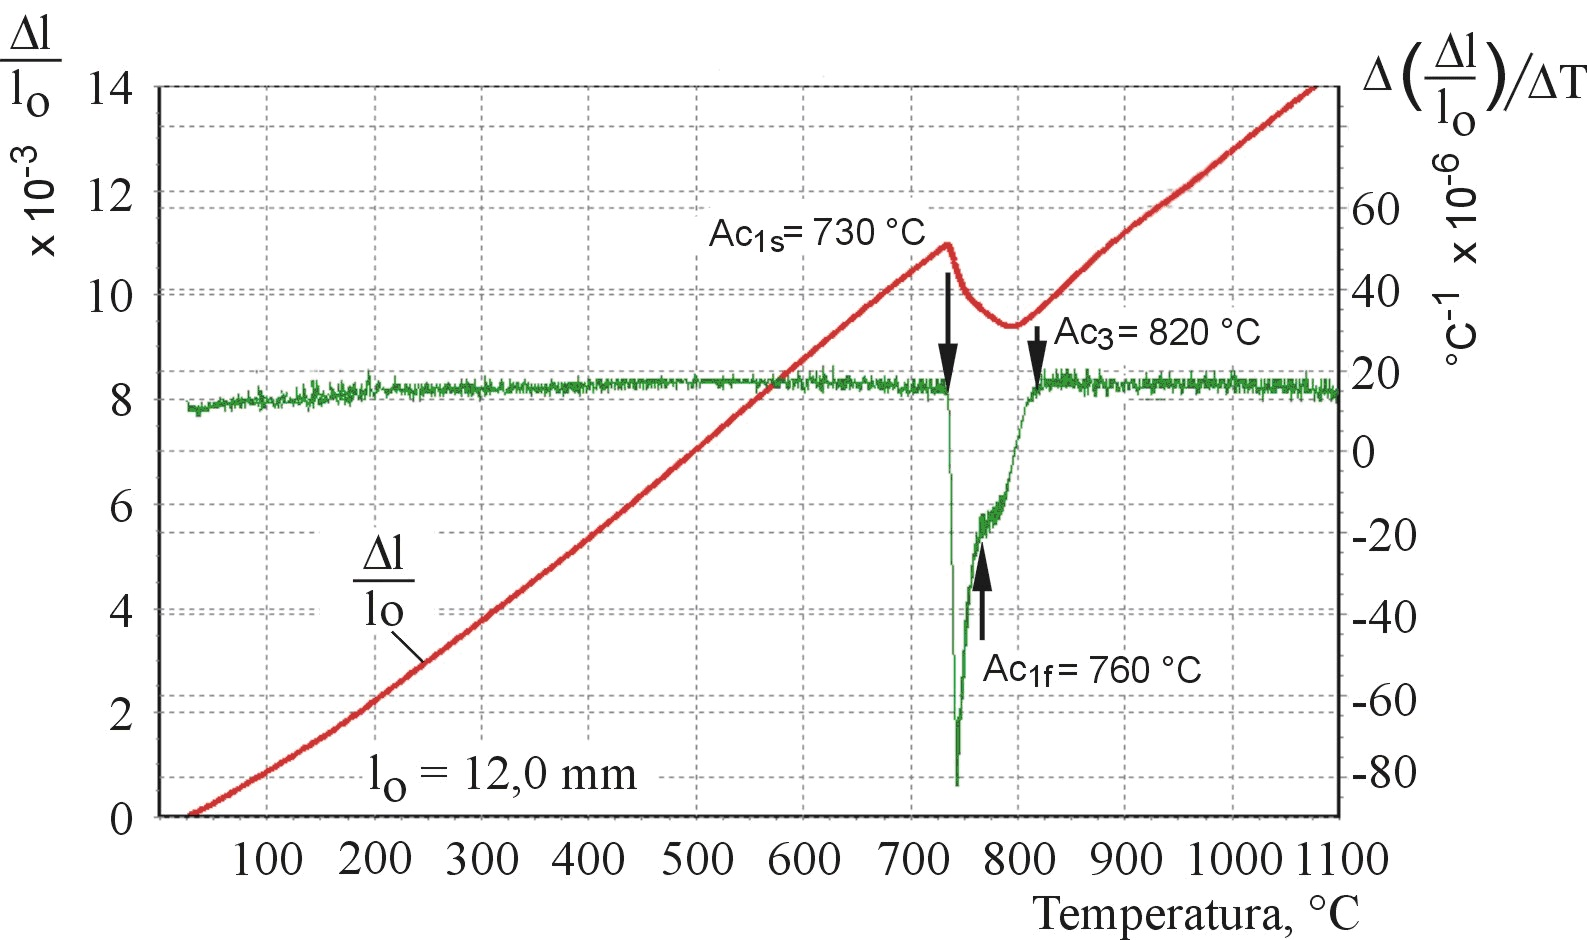 Δl
lo
x 10-3
14
12
10
8
6
4
2
0
Δ(Δl/lo)/ΔT
°C-1 x 10-6
60
40
20
0
-20
-40
-60
-80
Ac1s= 730 °C
Ac3 = 820 °C
Ac1f = 760 °C
Δl
lo
lo = 12,0 mm
100 200 300 400 500 600 700 800 900 1000 1100
Temperatura, °C